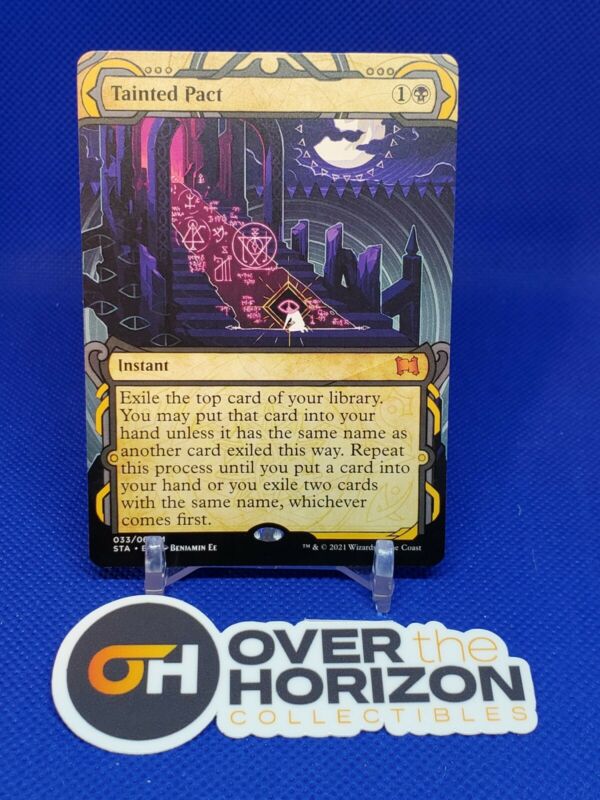 Tainted Pact 1
Instant
Exile the top card of your library.
You may put that card into your
hand unless it has the same name as
another card exiled this way. Repeat
this process until you put a card into
your hand or you exile two cards
with the same name, whichever
comes first.
STA • BENJAMIN EE
™ & © 2021 Wizards Coast
OH OVER the
HORIZON
COLLECTIBLES